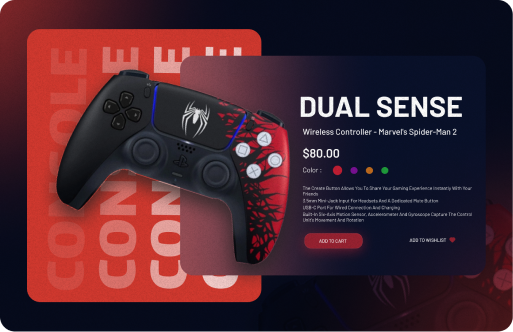 CONSOLE
CONSOLE
CONSOLE
CONSOLE
DUAL SENSE
Wireless Controller - Marvel's Spider-Man 2
$80.00
Color :
The Create Button Allows You To Share Your Gaming Experience Instantly With Your
Friends
3.5mm Mini-Jack Input For Headsets And A Dedicated Mute Button
USB-C Port For Wired Connection And Charging
Built-In Six-Axis Motion Sensor, Accelerometer And Gyroscope Capture The Control
Unit's Movement And Rotation
ADD TO CART
ADD TO WISHLIST